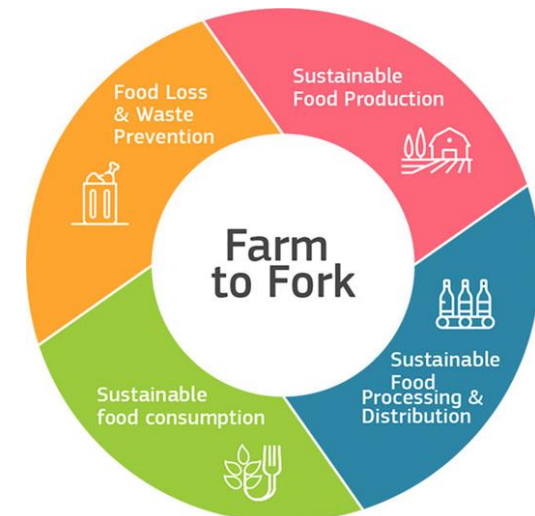 Farm
to Fork
Sustainable
Food Production
Sustainable
Food
Processing &
Distribution
Sustainable
food consumption
Food Loss
& Waste
Prevention